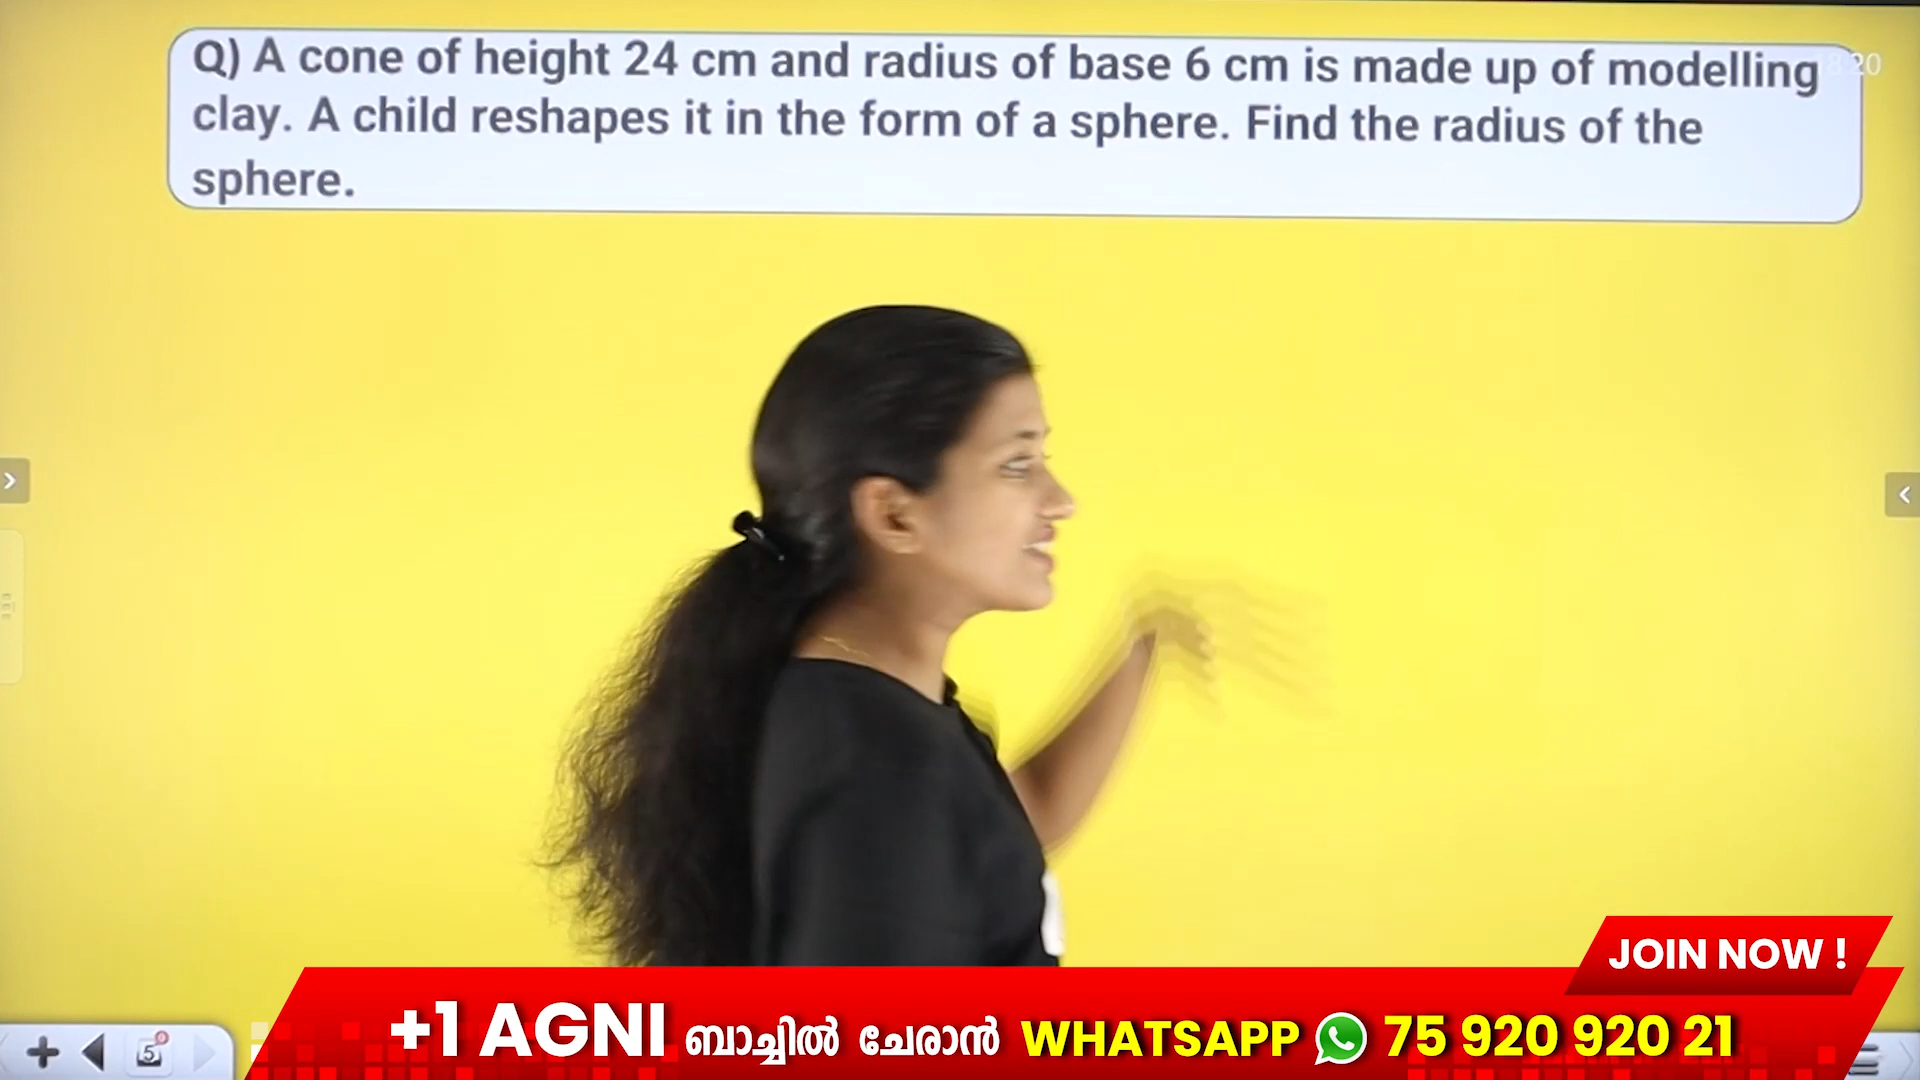 Q) A cone of height 24 cm and radius of base 6 cm is made up of modelling
20
clay. A child reshapes it in the form of a sphere. Find the radius of the
sphere.
JOIN NOW !
+1 AGNI ബാച്ചിൽ ചേരാൻ WHATSAPP 75 920 920 21
5